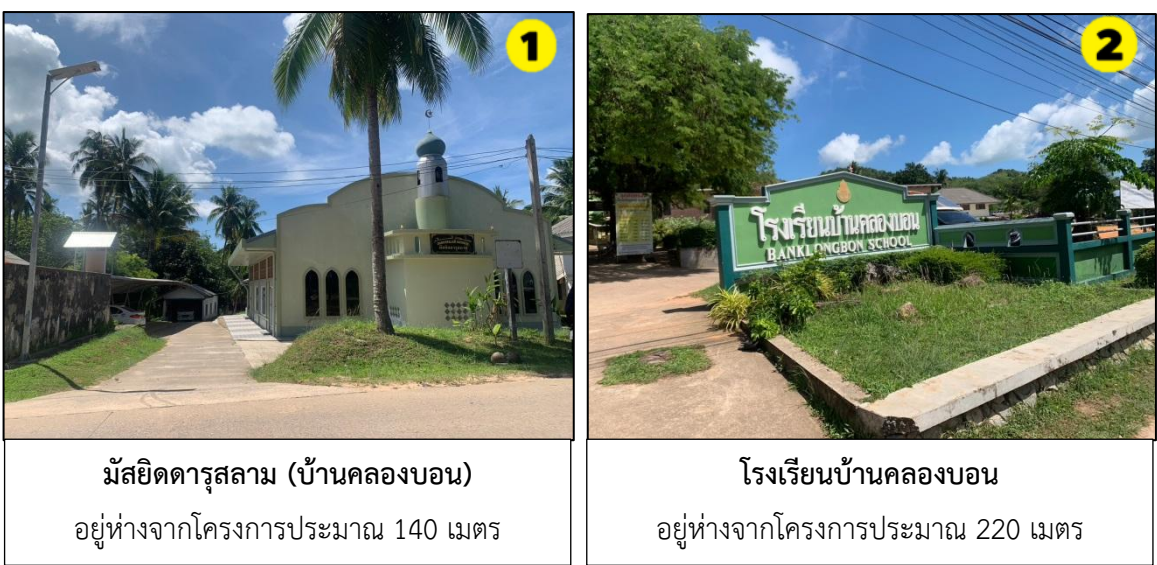 1
2
โรงเรียนบ้านคลองบอน
BANKLONGBON SCHOOL
มัสยิดดารุสลาม (บ้านคลองบอน)
อยู่ห่างจากโครงการประมาณ 140 เมตร
โรงเรียนบ้านคลองบอน
อยู่ห่างจากโครงการประมาณ 220 เมตร